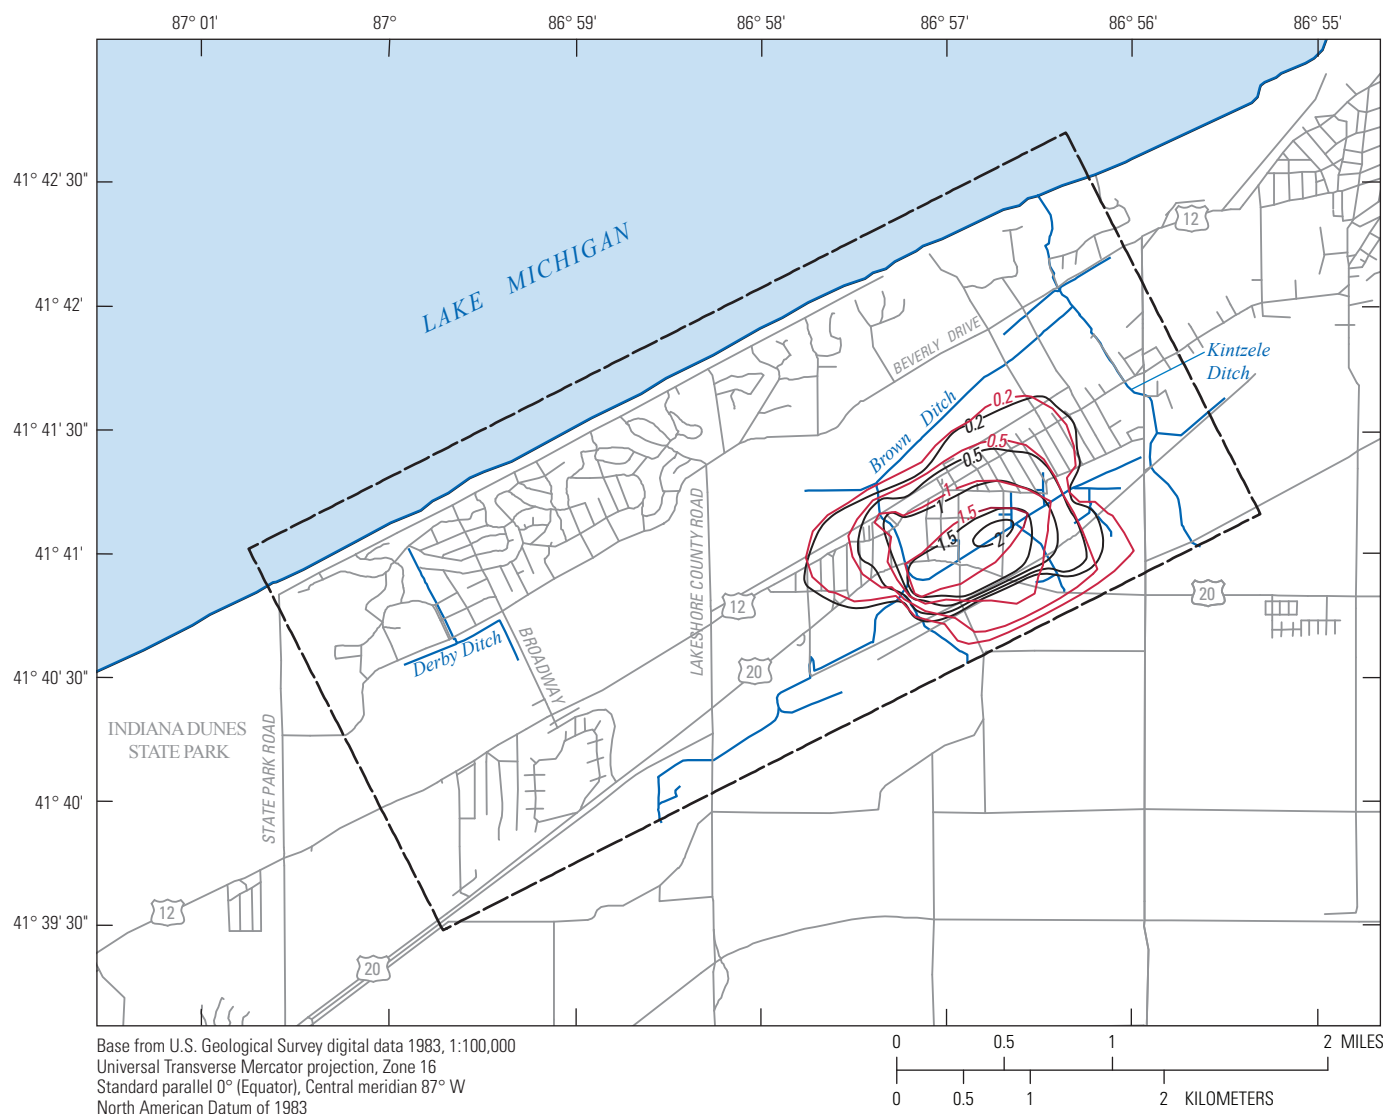 87° 01'
87°
86° 59'
86° 58'
86° 57'
86° 56'
86° 55'
41° 42' 30"
41° 42'
41° 41' 30"
41° 41'
41° 40' 30"
41° 40'
41° 39' 30"
LAKE MICHIGAN
12
BEVERLY DRIVE
Kintzele
Ditch
Brown Ditch
0.2
0.2
0.5
0.5
1
1
1.5
1.5
2
LAKESHORE COUNTY ROAD
12
20
20
Derby Ditch
BROADWAY
INDIANA DUNES
STATE PARK
STATE PARK ROAD
12
20
Base from U.S. Geological Survey digital data 1983, 1:100,000
Universal Transverse Mercator projection, Zone 16
Standard parallel 0° (Equator), Central meridian 87° W
North American Datum of 1983
0 0.5 1 2 MILES
0 0.5 1 2 KILOMETERS